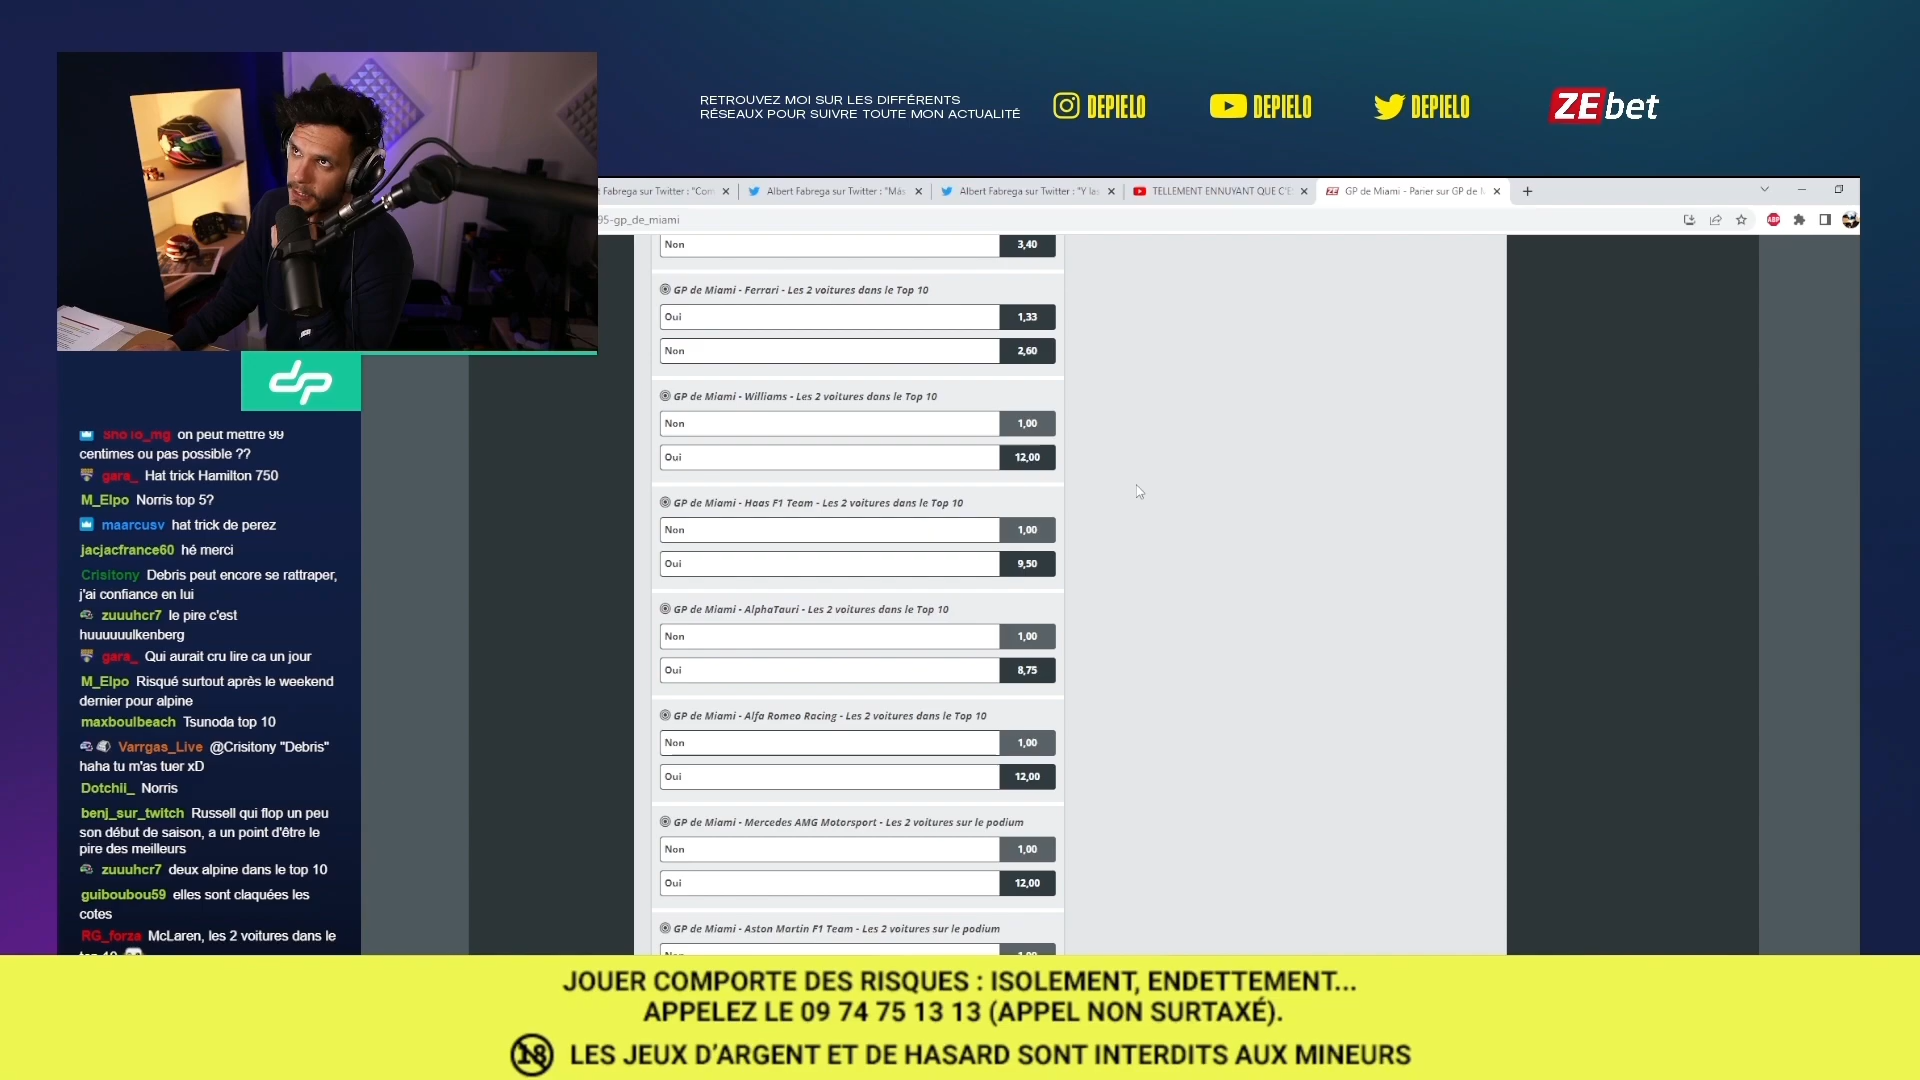 RETROUVEZ MOI SUR LES DIFFÉRENTS
RÉSEAUX POUR SUIVRE TOUTE MON ACTUALITÉ
DEPIELO
DEPIELO
DEPIELO
ZEbet
t Fabrega sur Twitter : "Com
Albert Fabrega sur Twitter : "Más
Albert Fabrega sur Twitter : "Y las
TELLEMENT ENNUYANT QUE C'E
GP de Miami - Parier sur GP de M
95-gp_de_miami
ABP
Non 3,40
GP de Miami - Ferrari - Les 2 voitures dans le Top 10
Oui 1,33
Non 2,60
GP de Miami - Williams - Les 2 voitures dans le Top 10
Non 1,00
Oui 12,00
GP de Miami - Haas F1 Team - Les 2 voitures dans le Top 10
Non 1,00
Oui 9,50
GP de Miami - AlphaTauri - Les 2 voitures dans le Top 10
Non 1,00
Oui 8,75
GP de Miami - Alfa Romeo Racing - Les 2 voitures dans le Top 10
Non 1,00
Oui 12,00
GP de Miami - Mercedes AMG Motorsport - Les 2 voitures sur le podium
Non 1,00
Oui 12,00
GP de Miami - Aston Martin F1 Team - Les 2 voitures sur le podium
Non 1,00
dp
ShoTo_mg on peut mettre 99
centimes ou pas possible ??
gara_ Hat trick Hamilton 750
M_Elpo Norris top 5?
maarcusv hat trick de perez
jacjacfrance60 hé merci
Crisitony Debris peut encore se rattraper,
j'ai confiance en lui
zuuuhcr7 le pire c'est
huuuuuulkenberg
gara_ Qui aurait cru lire ca un jour
M_Elpo Risqué surtout après le weekend
dernier pour alpine
maxboulbeach Tsunoda top 10
Varrgas_Live @Crisitony "Debris"
haha tu m'as tuer xD
Dotchii_ Norris
benj_sur_twitch Russell qui flop un peu
son début de saison, a un point d'être le
pire des meilleurs
zuuuhcr7 deux alpine dans le top 10
guiboubou59 elles sont claquées les
cotes
RG_forza McLaren, les 2 voitures dans le
top 10
JOUER COMPORTE DES RISQUES : ISOLEMENT, ENDETTEMENT...
APPELEZ LE 09 74 75 13 13 (APPEL NON SURTAXÉ).
18 LES JEUX D'ARGENT ET DE HASARD SONT INTERDITS AUX MINEURS